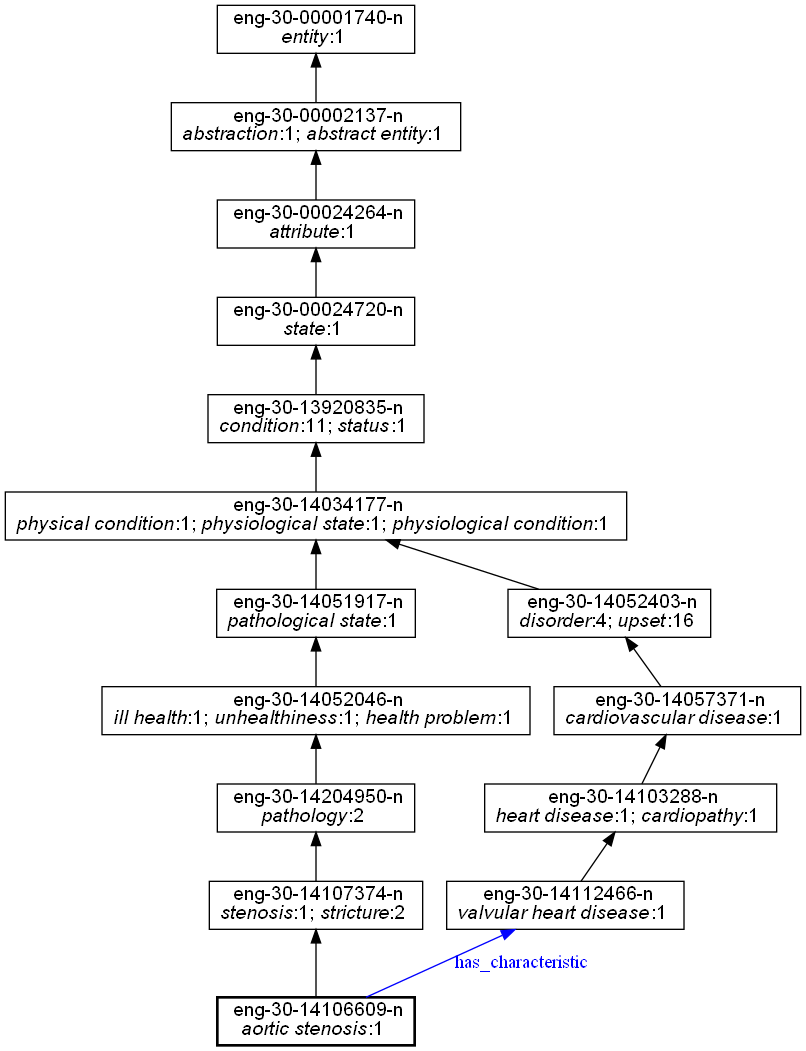 eng-30-00001740-n
entity:1
eng-30-00002137-n
abstraction:1; abstract entity:1
eng-30-00024264-n
attribute:1
eng-30-00024720-n
state:1
eng-30-13920835-n
condition:11; status:1
eng-30-14034177-n
physical condition:1; physiological state:1; physiological condition:1
eng-30-14051917-n
pathological state:1
eng-30-14052403-n
disorder:4; upset:16
eng-30-14052046-n
ill health:1; unhealthiness:1; health problem:1
eng-30-14057371-n
cardiovascular disease:1
eng-30-14204950-n
pathology:2
eng-30-14103288-n
heart disease:1; cardiopathy:1
eng-30-14107374-n
stenosis:1; stricture:2
eng-30-14112466-n
valvular heart disease:1
has_characteristic
eng-30-14106609-n
aortic stenosis:1